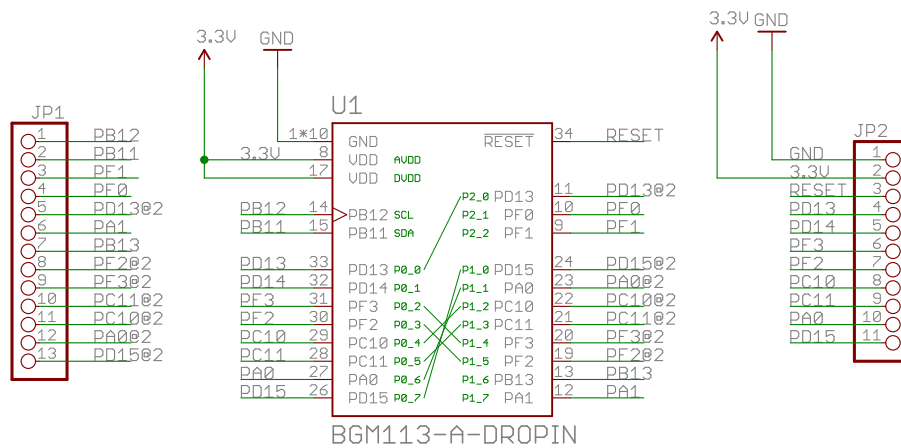 3.3V GND
3.3V GND
JP1
1 PB12
2 PB11
3 PF1
4 PF0
5 PD13@2
6 PA1
7 PB13
8 PF2@2
9 PF3@2
10 PC11@2
11 PC10@2
12 PA0@2
13 PD15@2
U1
1*10 GND RESET 34 RESET
3.3V 8 VDD AVDD
17 VDD DVDD
P2_0 PD13 11 PD13@2
PB12 14 PB12 SCL P2_1 PF0 10 PF0
PB11 15 PB11 SDA P2_2 PF1 9 PF1
PD13 33 PD13 P0_0 P1_0 PD15 24 PD15@2
PD14 32 PD14 P0_1 P1_1 PA0 23 PA0@2
PF3 31 PF3 P0_2 P1_2 PC10 22 PC10@2
PF2 30 PF2 P0_3 P1_3 PC11 21 PC11@2
PC10 29 PC10 P0_4 P1_4 PF3 20 PF3@2
PC11 28 PC11 P0_5 P1_5 PF2 19 PF2@2
PA0 27 PA0 P0_6 P1_6 PB13 13 PB13
PD15 26 PD15 P0_7 P1_7 PA1 12 PA1
BGM113-A-DROPIN
JP2
GND 1
3.3V 2
RESET 3
PD13 4
PD14 5
PF3 6
PF2 7
PC10 8
PC11 9
PA0 10
PD15 11